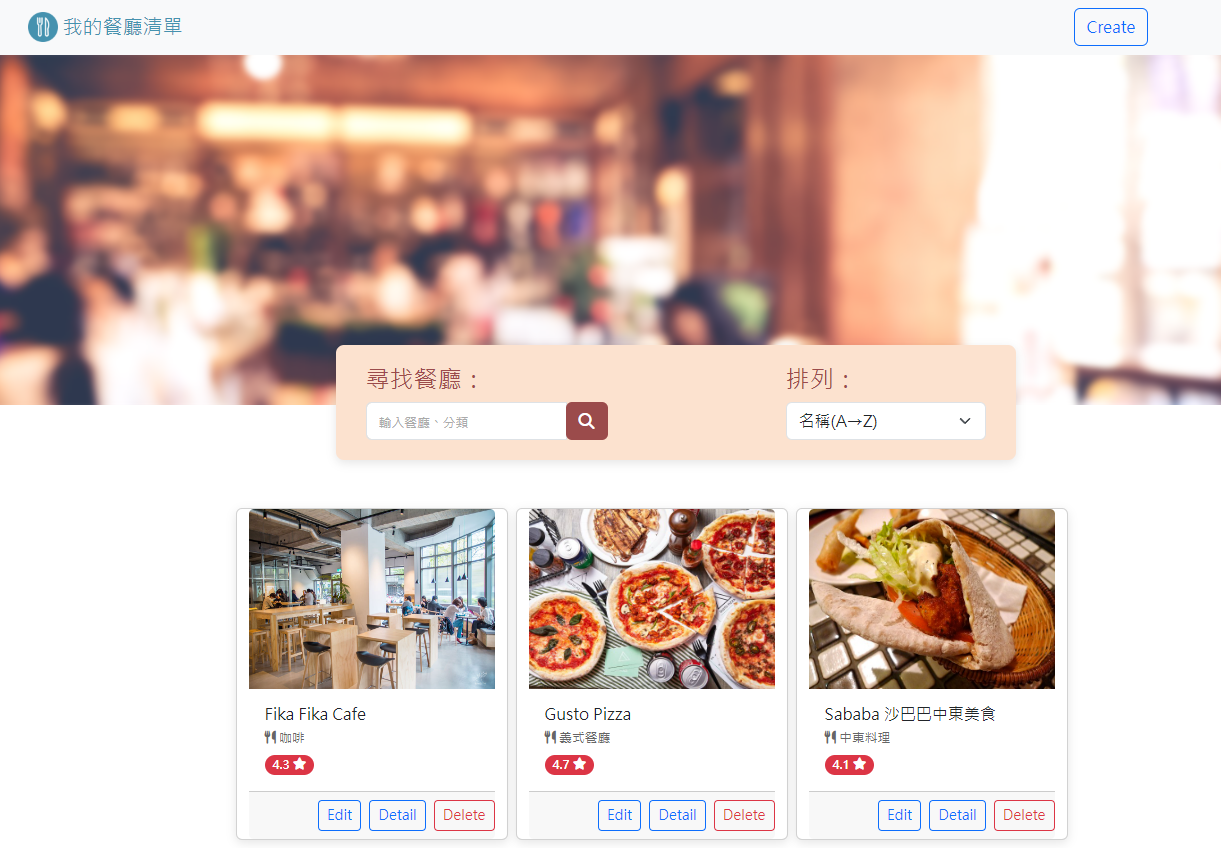 我的餐廳清單
Create
尋找餐廳：
排列：
輸入餐廳、分類
名稱(A→Z)
Fika Fika Cafe
咖啡
4.3
Edit Detail Delete
Gusto Pizza
義式餐廳
4.7
Edit Detail Delete
Sababa 沙巴巴中東美食
中東料理
4.1
Edit Detail Delete